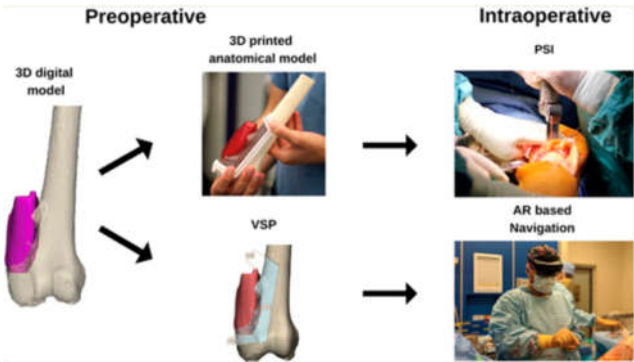 Preoperative
Intraoperative
3D digital
model
3D printed
anatomical model
PSI
VSP
AR based
Navigation